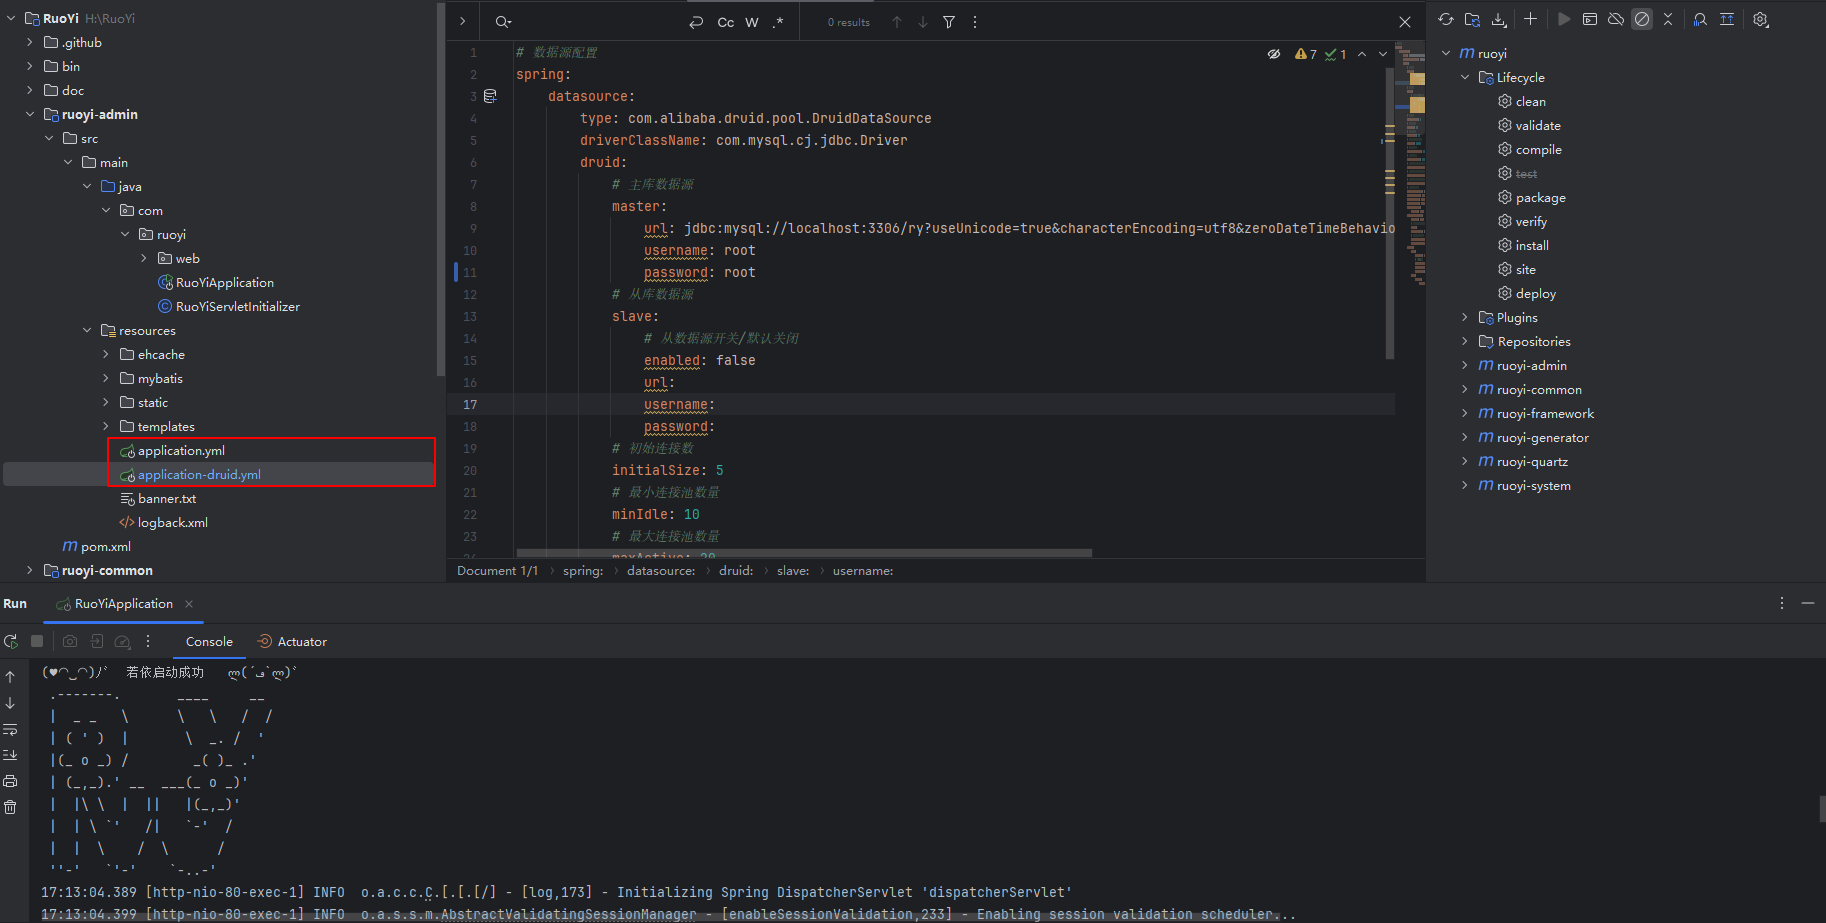 RuoYi H:\RuoYi
.github
bin
doc
ruoyi-admin
src
main
java
com
ruoyi
web
RuoYiApplication
RuoYiServletInitializer
resources
ehcache
mybatis
static
templates
application.yml
application-druid.yml
banner.txt
logback.xml
pom.xml
ruoyi-common
Cc W .* 0 results
7 1
1 # 数据源配置
2 spring:
3 datasource:
4 type: com.alibaba.druid.pool.DruidDataSource
5 driverClassName: com.mysql.cj.jdbc.Driver
6 druid:
7 # 主库数据源
8 master:
9 url: jdbc:mysql://localhost:3306/ry?useUnicode=true&characterEncoding=utf8&zeroDateTimeBehavio
10 username: root
11 password: root
12 # 从库数据源
13 slave:
14 # 从数据源开关/默认关闭
15 enabled: false
16 url:
17 username:
18 password:
19 # 初始连接数
20 initialSize: 5
21 # 最小连接池数量
22 minIdle: 10
23 # 最大连接池数量
24 maxActive: 20
Document 1/1 › spring: › datasource: › druid: › slave: › username:
ruoyi
Lifecycle
clean
validate
compile
test
package
verify
install
site
deploy
Plugins
Repositories
ruoyi-admin
ruoyi-common
ruoyi-framework
ruoyi-generator
ruoyi-quartz
ruoyi-system
Run RuoYiApplication
Console Actuator
(♥◠‿◠)ﾉﾞ 若依启动成功 ლ(´ڡ`ლ)ﾞ
 .-------.       ____     __
 |  _ _   \      \   \   /  /
 | ( ' )  |       \  _. /  '
 |(_ o _) /        _( )_ .'
 | (_,_).' __  ___(_ o _)'
 |  |\ \  |  ||   |(_,_)'
 |  | \ `'   /|   `-'  /
 |  |  \    /  \      /
 ''-'   `'-'    `-..-'
17:13:04.389 [http-nio-80-exec-1] INFO o.a.c.c.C.[.[.[/] - [log,173] - Initializing Spring DispatcherServlet 'dispatcherServlet'
17:13:04.399 [http-nio-80-exec-1] INFO o.a.s.s.m.AbstractValidatingSessionManager - [enableSessionValidation,233] - Enabling session validation scheduler...